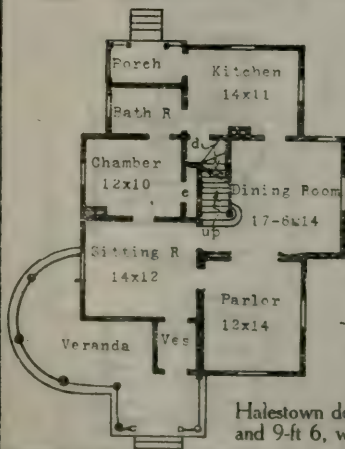 Porch
Kitchen
14x11
Bath R
Chamber
12x10
Dining Room
17-6x14
up
Sitting R
14x12
Parlor
12x14
Veranda
Ves
Halestown de
and 9-ft 6, w